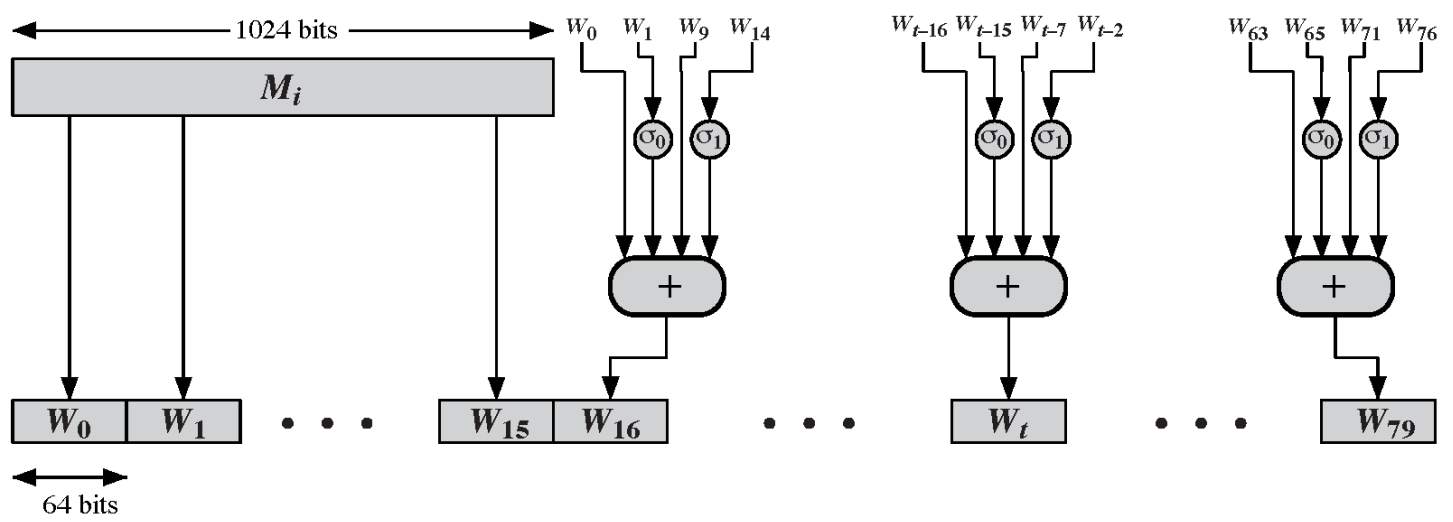 1024 bits
W0 W1 W9 W14
Wt–16 Wt–15 Wt–7 Wt–2
W63 W65 W71 W76
Mi
σ0 σ1
σ0 σ1
σ0 σ1
+ + +
W0 W1 • • • W15 W16 • • • Wt • • • W79
64 bits